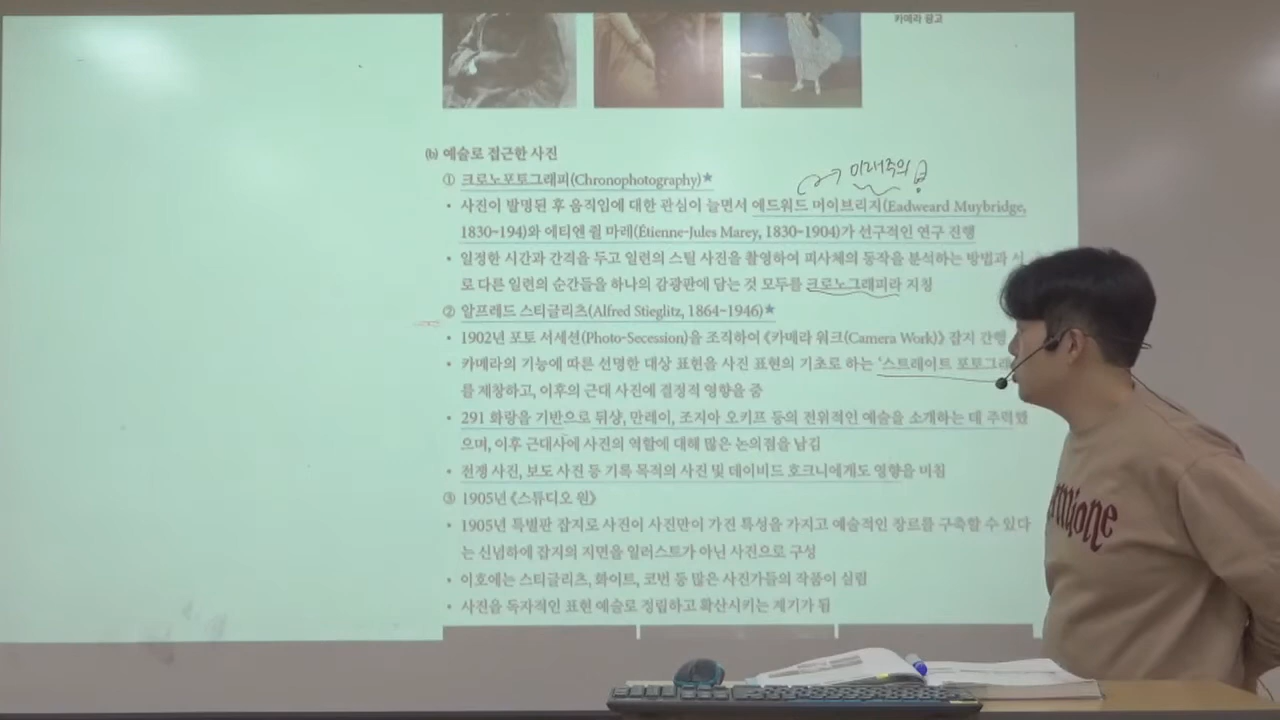 카메라 광고
(b) 예술로 접근한 사진
① 크로노포토그래피(Chronophotography)★
미래주의
• 사진이 발명된 후 움직임에 대한 관심이 늘면서 에드워드 머이브리지(Eadweard Muybridge,
1830~194)와 에티엔 쥘 마레(Étienne-Jules Marey, 1830~1904)가 선구적인 연구 진행
• 일정한 시간과 간격을 두고 일련의 스틸 사진을 촬영하여 피사체의 동작을 분석하는 방법과 서
로 다른 일련의 순간들을 하나의 감광판에 담는 것 모두를 크로노그래피라 지칭
② 알프레드 스티글리츠(Alfred Stieglitz, 1864~1946)★
• 1902년 포토 서세션(Photo-Secession)을 조직하여 《카메라 워크(Camera Work)》 잡지 간행
• 카메라의 기능에 따른 선명한 대상 표현을 사진 표현의 기초로 하는 '스트레이트 포토그래
를 제창하고, 이후의 근대 사진에 결정적 영향을 줌
• 291 화랑을 기반으로 뒤샹, 만레이, 조지아 오키프 등의 전위적인 예술을 소개하는 데 주력했
으며, 이후 근대사에 사진의 역할에 대해 많은 논의점을 남김
• 전쟁 사진, 보도 사진 등 기록 목적의 사진 및 데이비드 호크니에게도 영향을 미침
③ 1905년 《스튜디오 원》
• 1905년 특별판 잡지로 사진이 사진만이 가진 특성을 가지고 예술적인 장르를 구축할 수 있다
는 신념하에 잡지의 지면을 일러스트가 아닌 사진으로 구성
• 이호에는 스티글리츠, 화이트, 코번 등 많은 사진가들의 작품이 실림
• 사진을 독자적인 표현 예술로 정립하고 확산시키는 계기가 됨